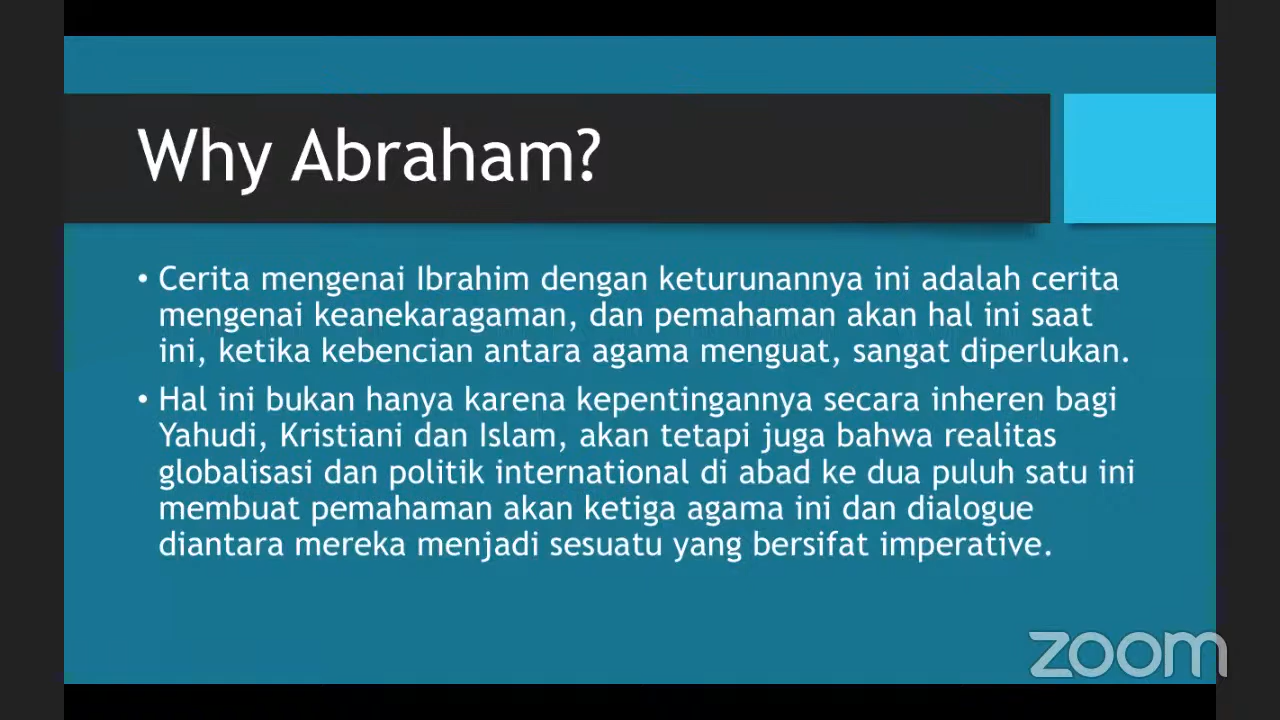 Why Abraham?
• Cerita mengenai Ibrahim dengan keturunannya ini adalah cerita
mengenai keanekaragaman, dan pemahaman akan hal ini saat
ini, ketika kebencian antara agama menguat, sangat diperlukan.
• Hal ini bukan hanya karena kepentingannya secara inheren bagi
Yahudi, Kristiani dan Islam, akan tetapi juga bahwa realitas
globalisasi dan politik international di abad ke dua puluh satu ini
membuat pemahaman akan ketiga agama ini dan dialogue
diantara mereka menjadi sesuatu yang bersifat imperative.
zoom